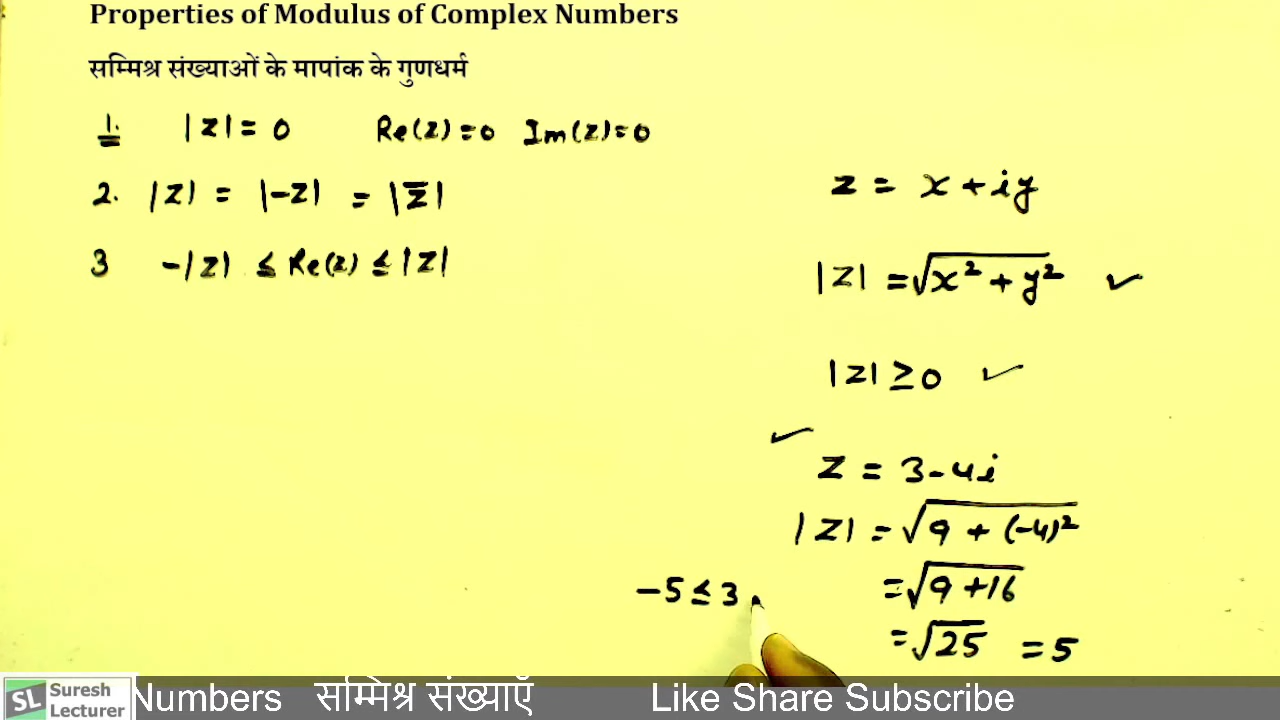 Properties of Modulus of Complex Numbers
सम्मिश्र संख्याओं के मापांक के गुणधर्म
1. |z| = 0 Re(z)=0 Im(z)=0
2. |z| = |-z| = |z̅|
3 -|z| ≤ Re(z) ≤ |z|
z = x + iy
|z| = √x² + y² ✓
|z| ≥ 0 ✓
✓
z = 3-4i
|z| = √9 + (-4)²
= √9 + 16
= √25 = 5
-5 ≤ 3
SL Suresh Lecturer
Numbers सम्मिश्र संख्याएँ Like Share Subscribe